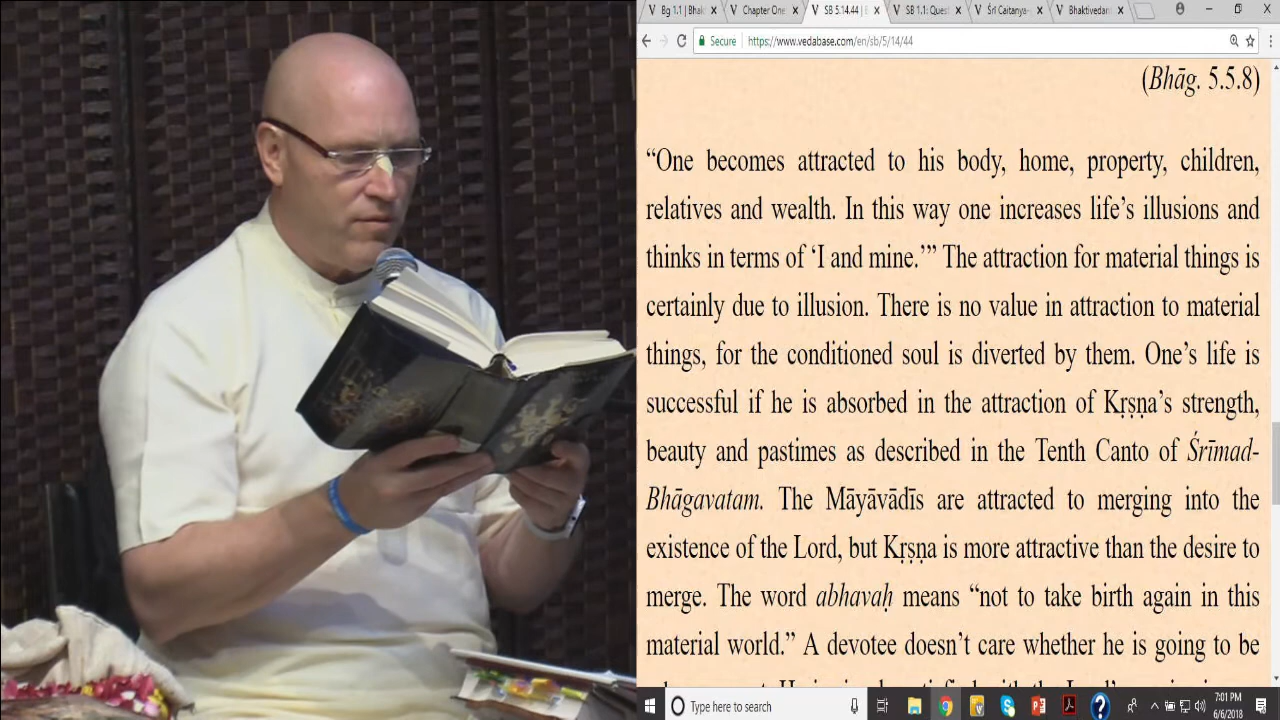 Bg 1.1 | Bhak
Chapter One
SB 5.14.44 |
SB 1.1: Quest
Śrī Caitanya-
Bhaktivedant
Secure https://www.vedabase.com/en/sb/5/14/44
(Bhāg. 5.5.8)
“One becomes attracted to his body, home, property, children,
relatives and wealth. In this way one increases life’s illusions and
thinks in terms of ‘I and mine.’” The attraction for material things is
certainly due to illusion. There is no value in attraction to material
things, for the conditioned soul is diverted by them. One’s life is
successful if he is absorbed in the attraction of Kṛṣṇa’s strength,
beauty and pastimes as described in the Tenth Canto of Śrīmad-
Bhāgavatam. The Māyāvādīs are attracted to merging into the
existence of the Lord, but Kṛṣṇa is more attractive than the desire to
merge. The word abhavaḥ means “not to take birth again in this
material world.” A devotee doesn’t care whether he is going to be
Type here to search
7:01 PM
6/6/2018